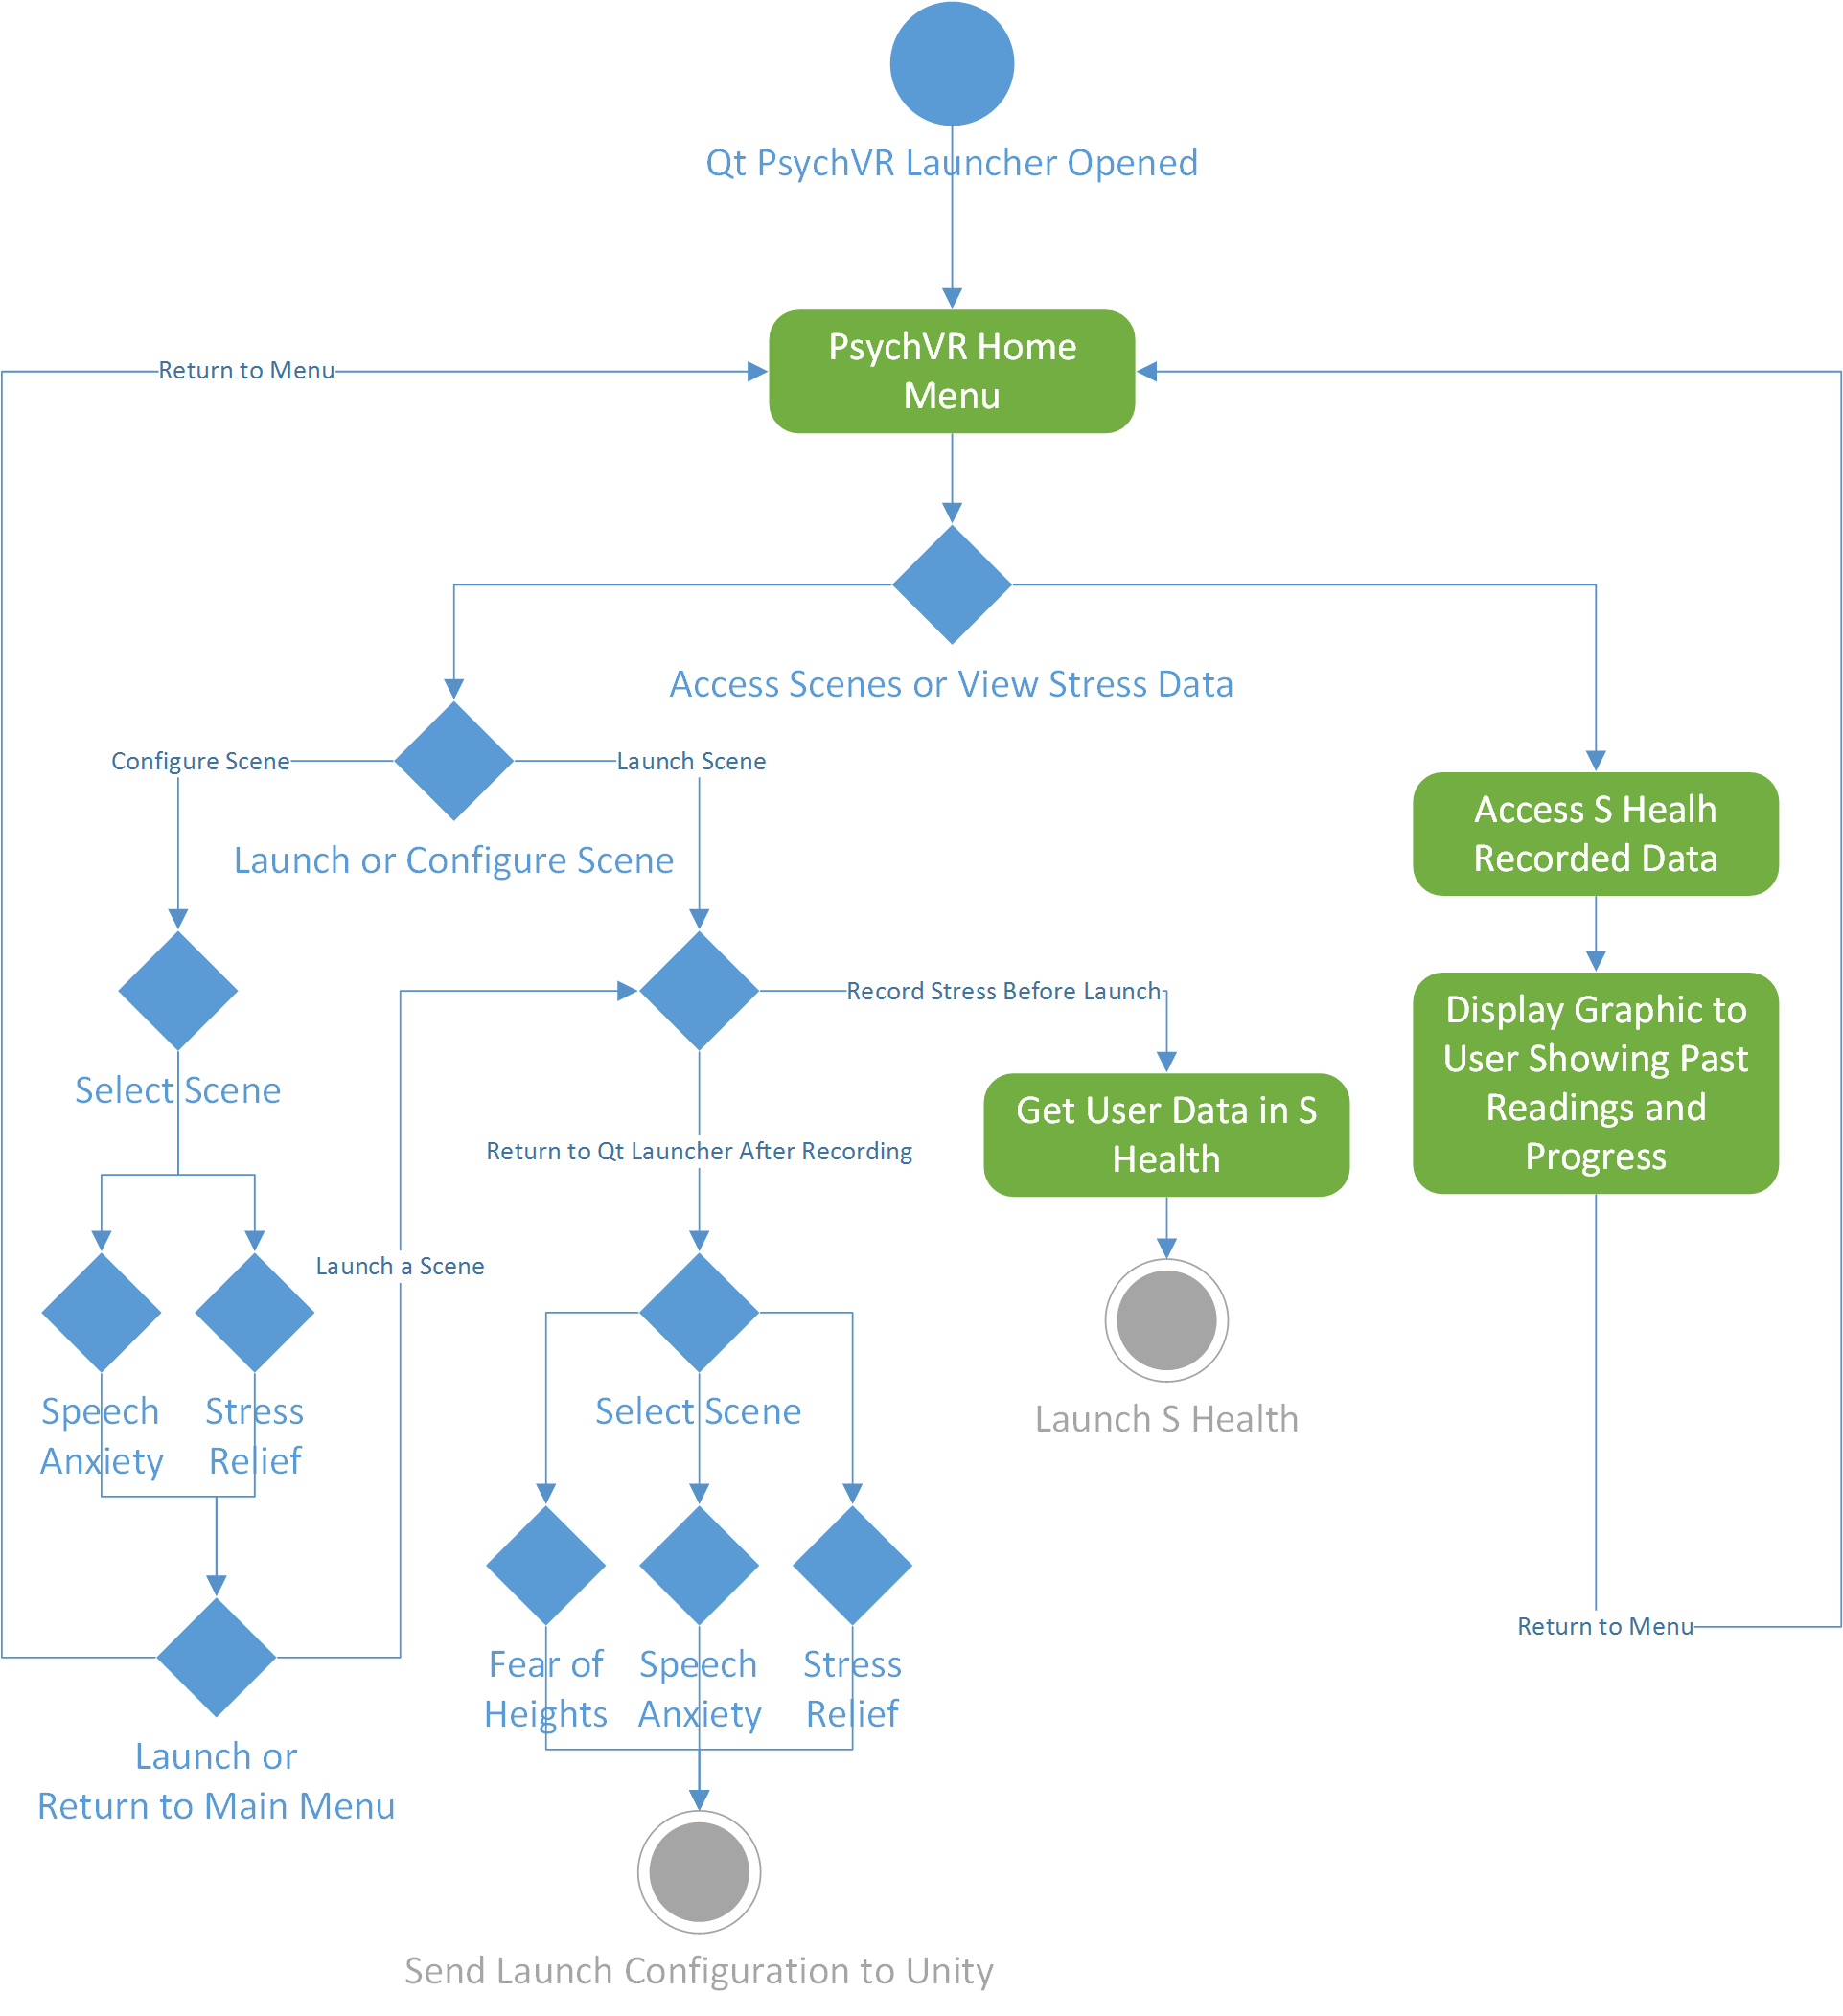 Qt PsychVR Launcher Opened
PsychVR Home
Menu
Return to Menu
Access Scenes or View Stress Data
Configure Scene
Launch Scene
Launch or Configure Scene
Access S Healh
Recorded Data
Record Stress Before Launch
Display Graphic to
User Showing Past
Readings and
Progress
Select Scene
Get User Data in S
Health
Return to Qt Launcher After Recording
Launch a Scene
Speech
Anxiety
Stress
Relief
Select Scene
Launch S Health
Return to Menu
Fear of
Heights
Speech
Anxiety
Stress
Relief
Launch or
Return to Main Menu
Send Launch Configuration to Unity